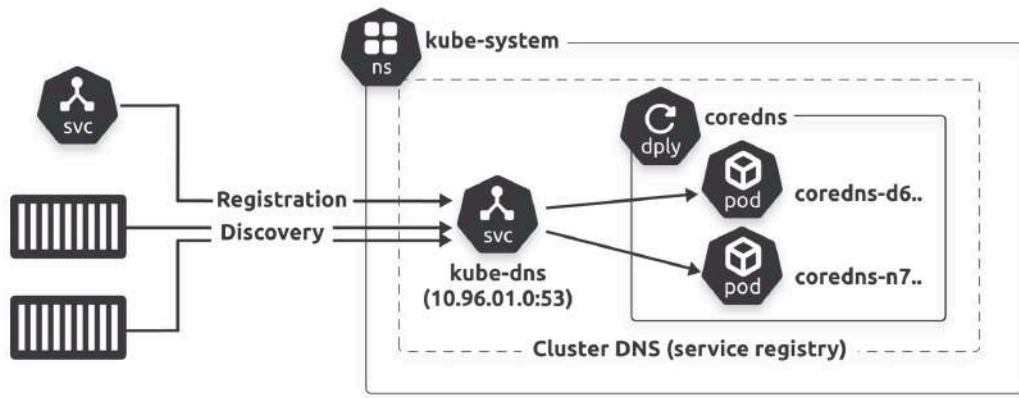 kube-system
ns
svc
coredns
dply
pod
coredns-d6..
Registration
Discovery
svc
kube-dns
(10.96.01.0:53)
pod
coredns-n7..
Cluster DNS (service registry)